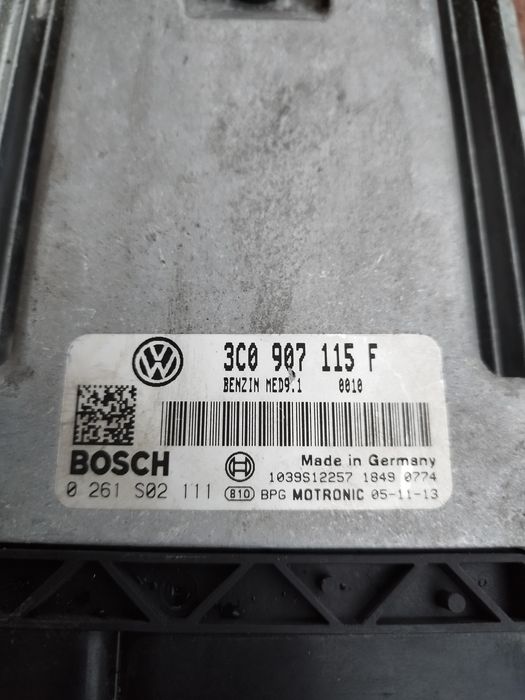 3C0 907 115 F
BENZIN MED9.1 0010
BOSCH
Made in Germany
1039S12257 1849 0774
0 261 S02 111 810 BPG MOTRONIC 05-11-13